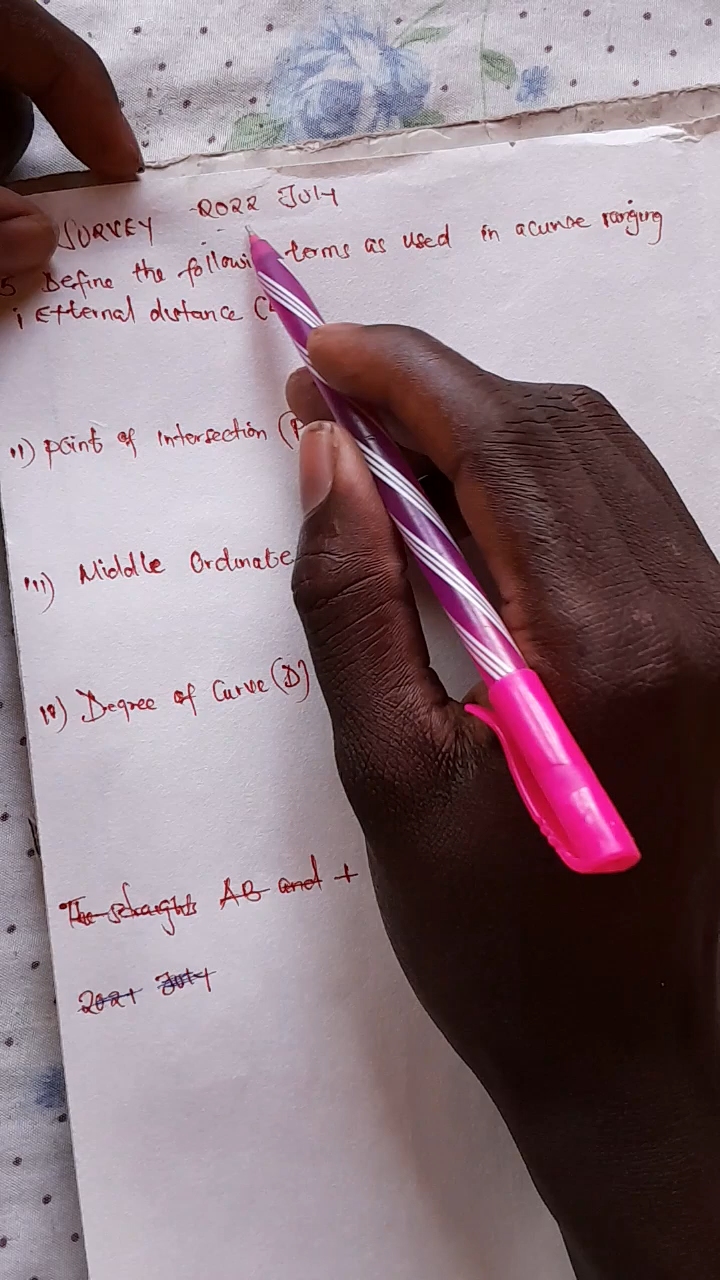 SURVEY 2022 July
5 Define the followi terms as used in a curve ranging
i External distance (
ii) point of intersection (P
iii) Middle Ordinate
iv) Degree of Curve (D)
The straights AB and +
2021 July